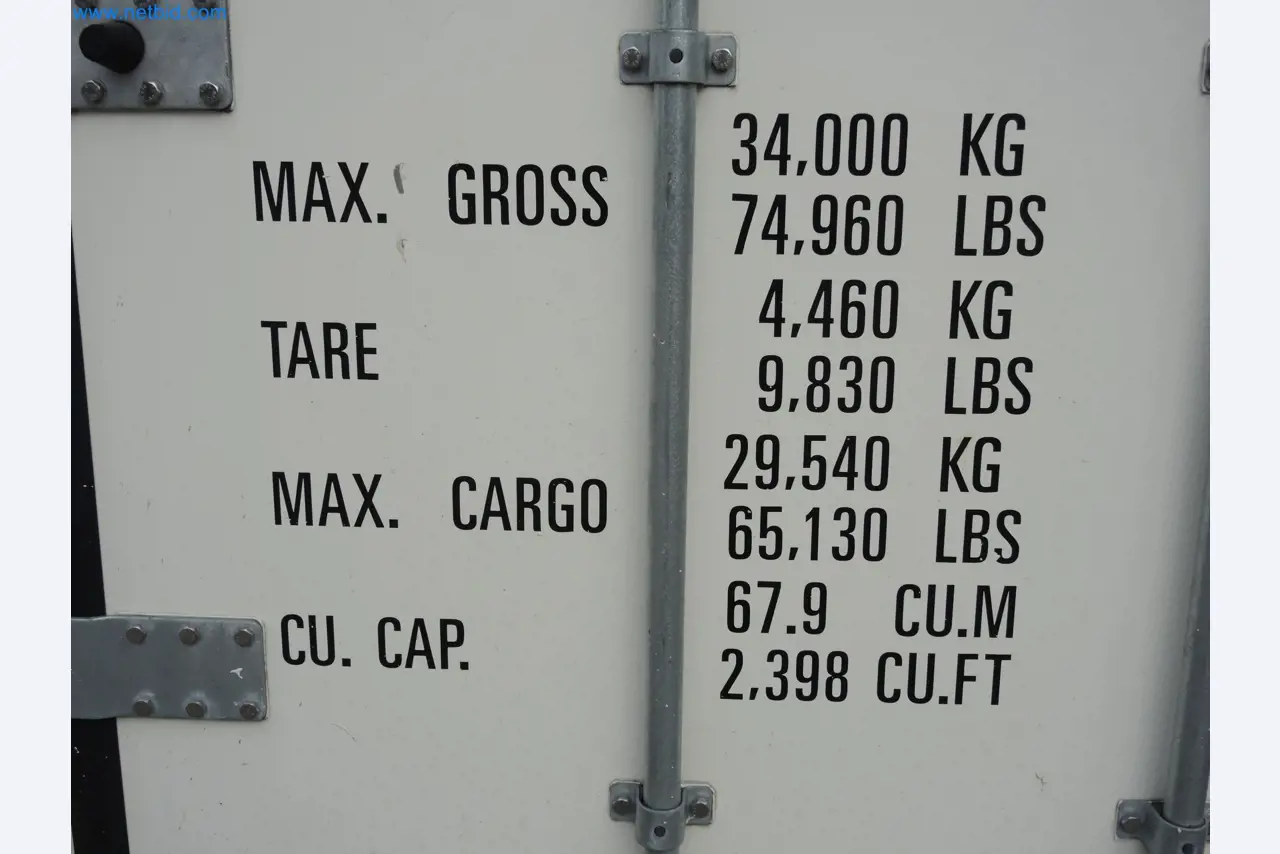 www.netbid.com
MAX. GROSS 34,000 KG
74,960 LBS
TARE 4,460 KG
9,830 LBS
MAX. CARGO 29,540 KG
65,130 LBS
CU. CAP. 67.9 CU.M
2,398 CU.FT